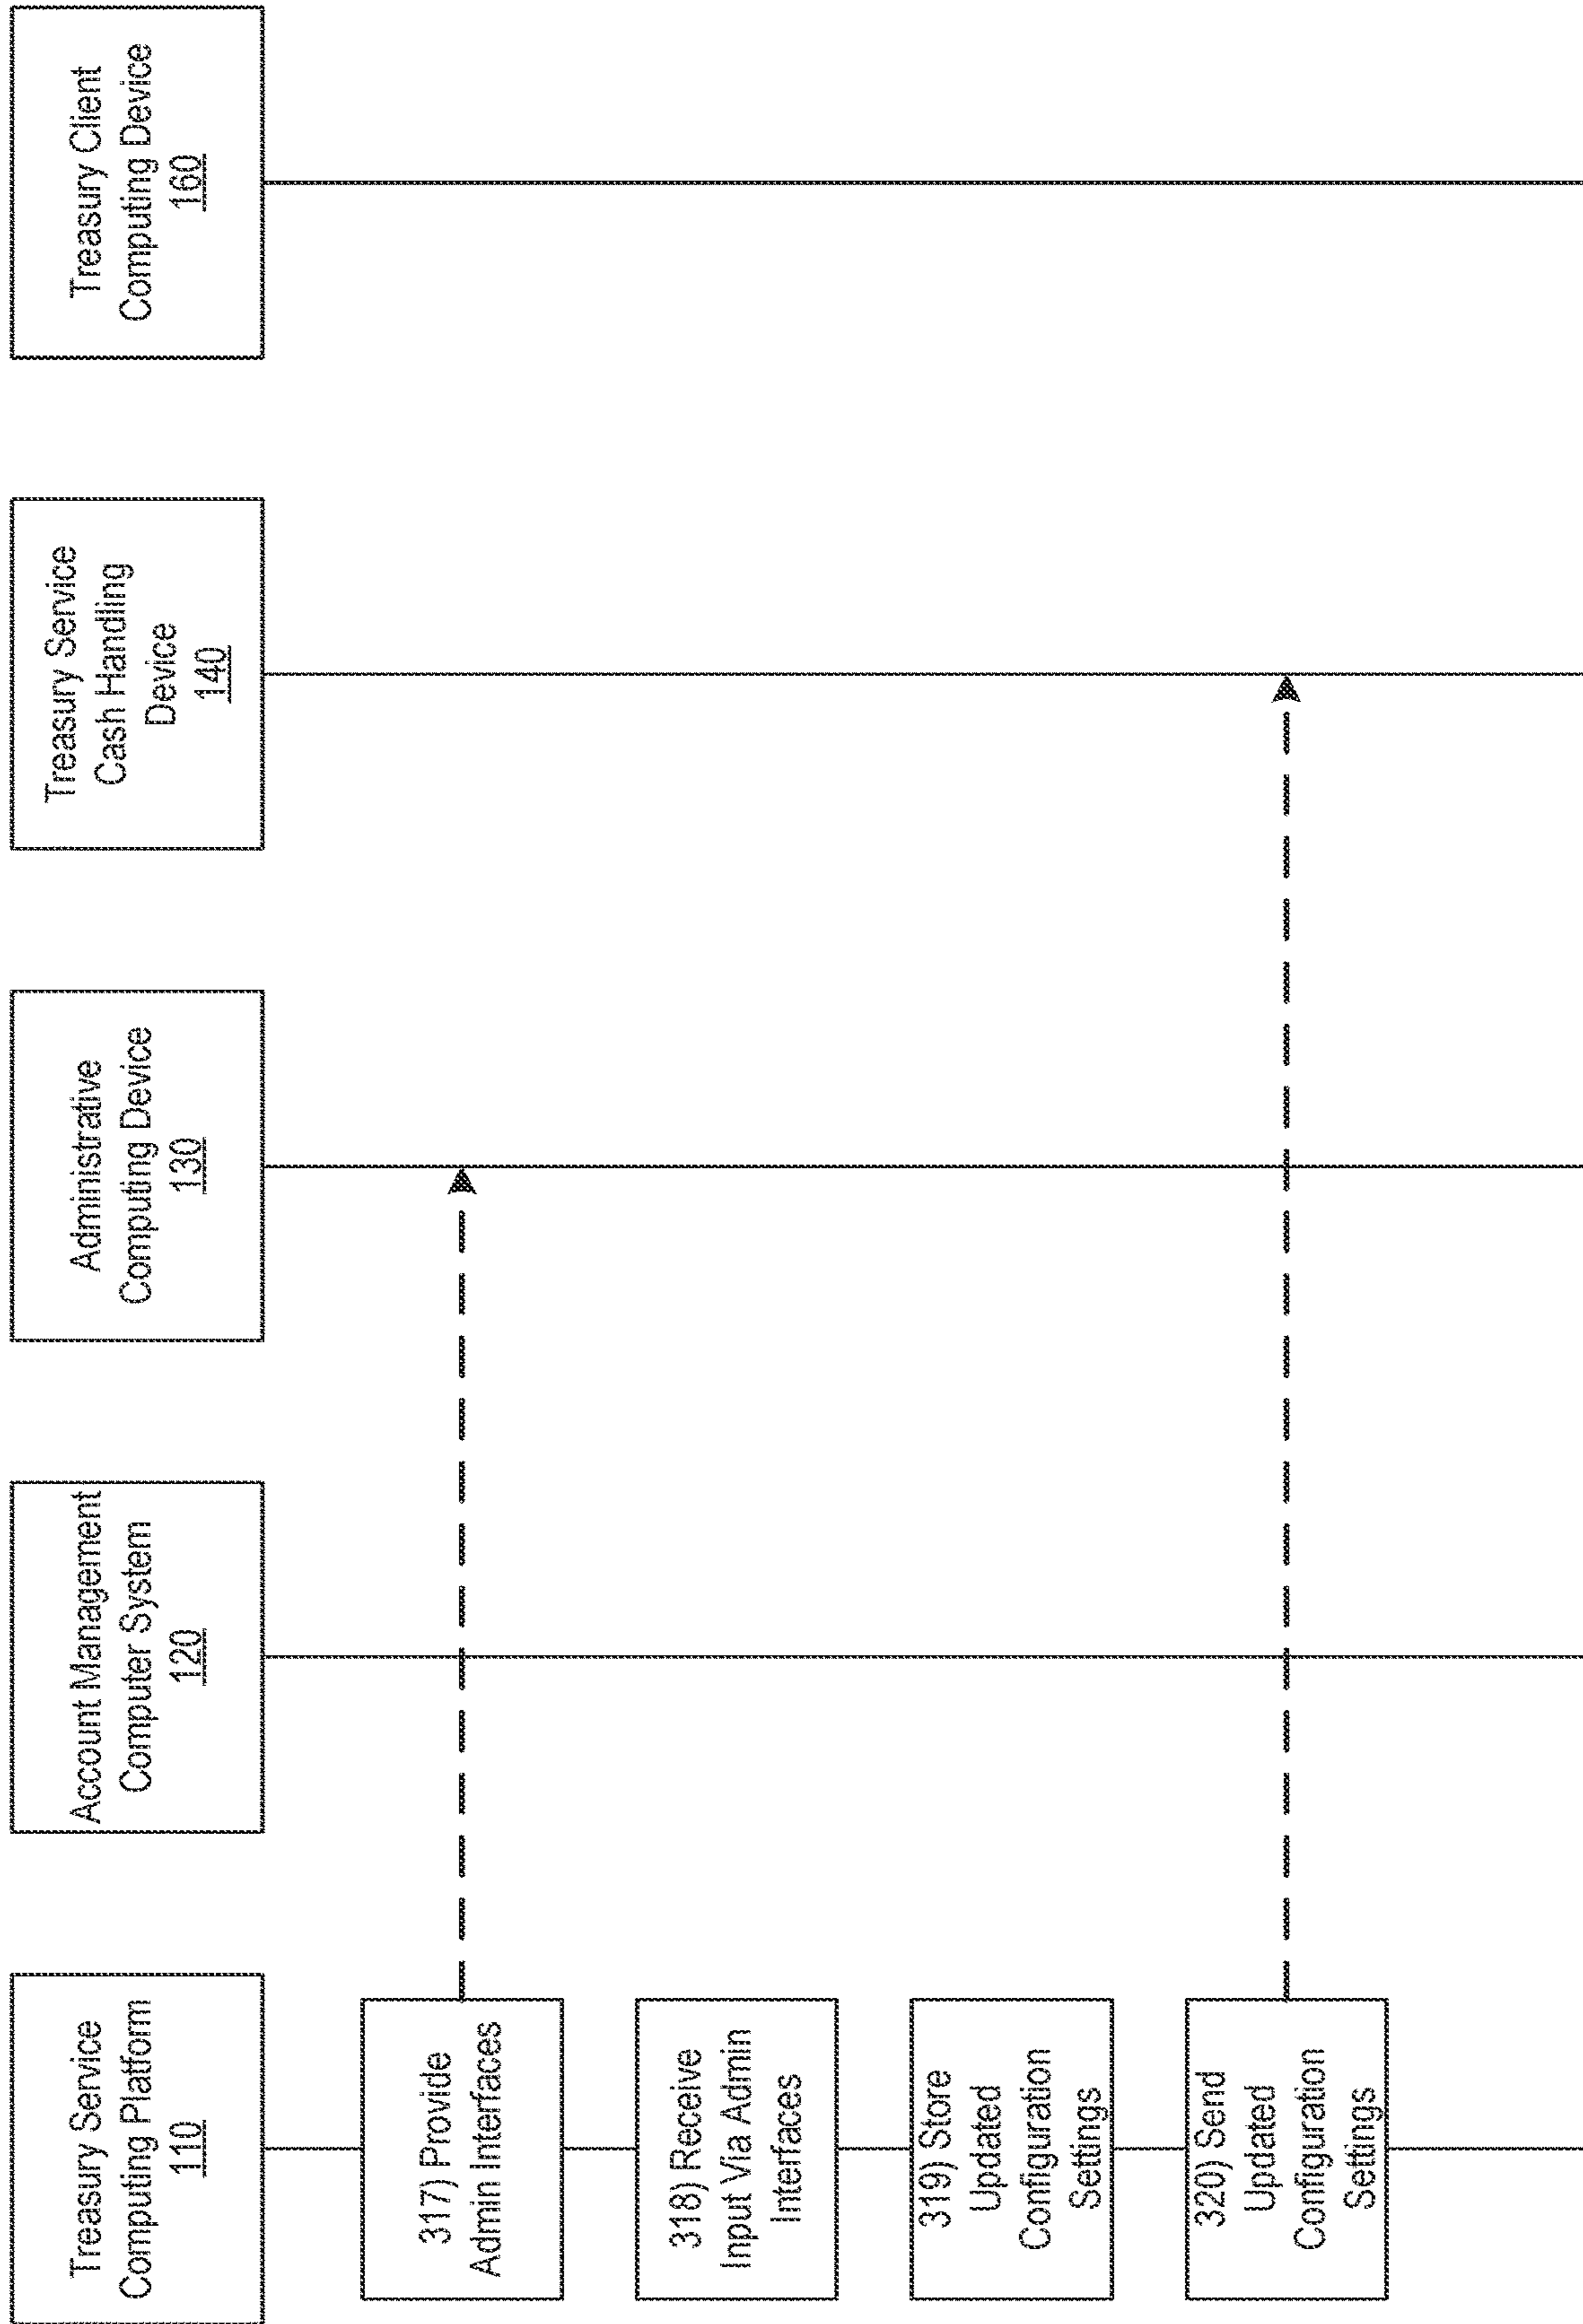 Treasury Service
Computing Platform
110
Account Management
Computer System
120
Administrative
Computing Device
130
Treasury Service
Cash Handling
Device
140
Treasury Client
Computing Device
160
317) Provide
Admin Interfaces
318) Receive
Input Via Admin
Interfaces
319) Store
Updated
Configuration
Settings
320) Send
Updated
Configuration
Settings